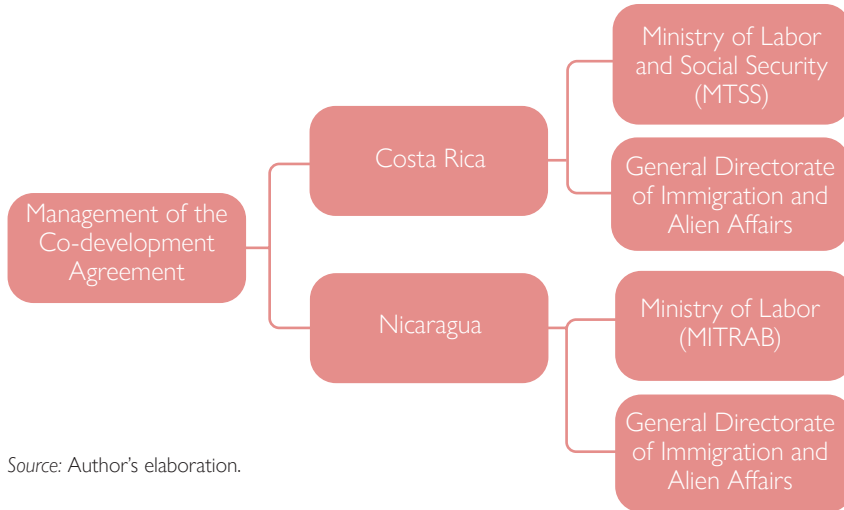 Management of the
Co-development
Agreement
Costa Rica
Ministry of Labor
and Social Security
(MTSS)
General Directorate
of Immigration and
Alien Affairs
Nicaragua
Ministry of Labor
(MITRAB)
General Directorate
of Immigration and
Alien Affairs
Source: Author's elaboration.